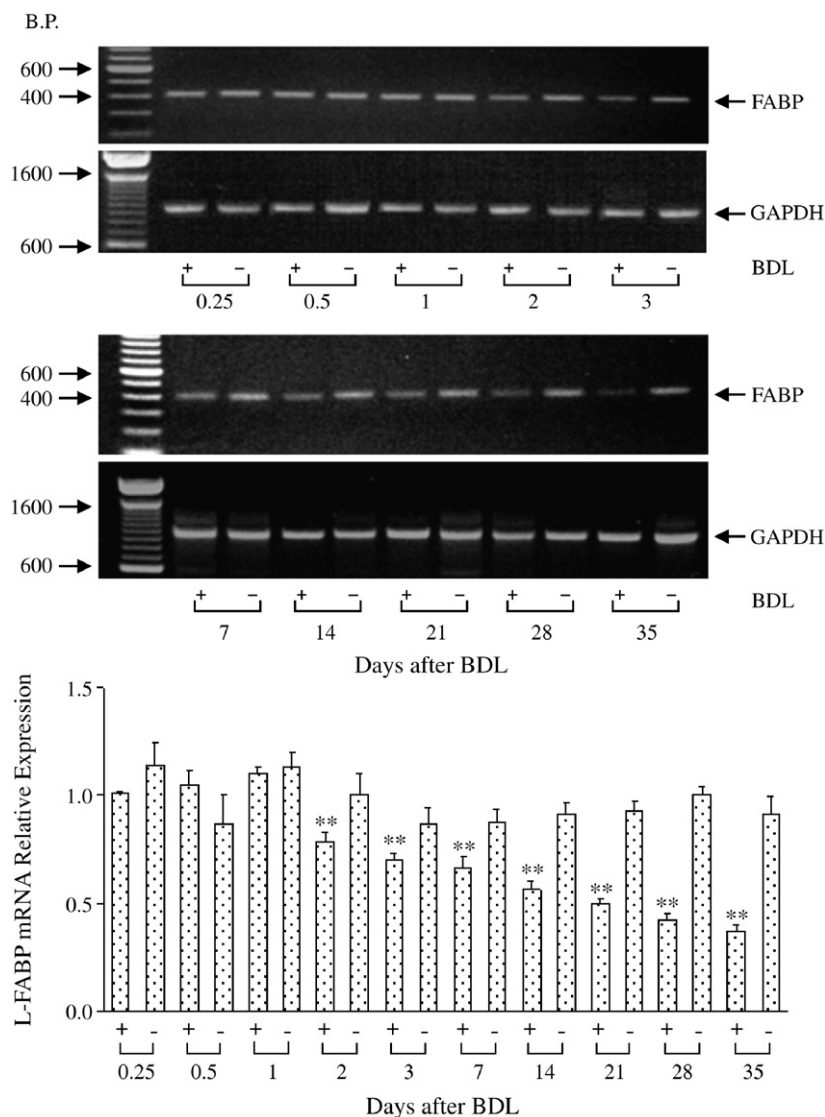 B.P.
600
400
FABP
1600
600
GAPDH
+ − + − + − + − + − BDL
0.25 0.5 1 2 3
600
400
FABP
1600
600
GAPDH
+ − + − + − + − + − BDL
7 14 21 28 35
Days after BDL
L-FABP mRNA Relative Expression
1.5
1.0
0.5
0.0
** ** ** ** ** ** **
+ - + - + - + - + - + - + - + - + - + -
0.25 0.5 1 2 3 7 14 21 28 35
Days after BDL